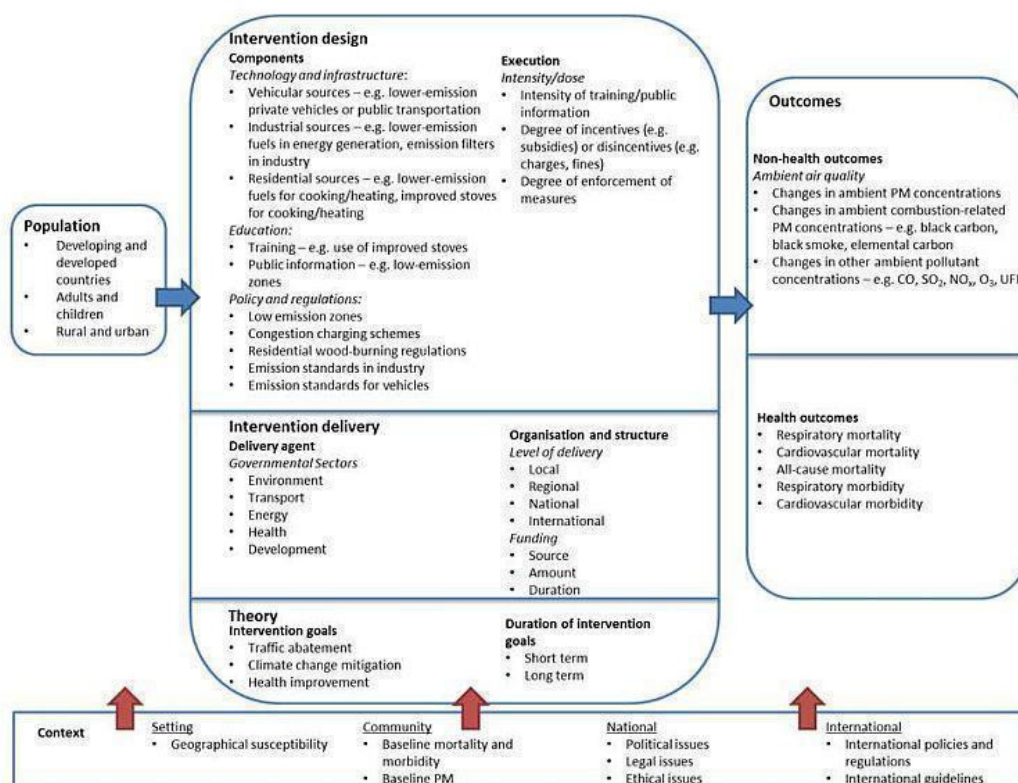 Population
• Developing and
developed
countries
• Adults and
children
• Rural and urban
Intervention design
Components
Technology and infrastructure:
• Vehicular sources – e.g. lower-emission
private vehicles or public transportation
• Industrial sources – e.g. lower-emission
fuels in energy generation, emission filters
in industry
• Residential sources – e.g. lower-emission
fuels for cooking/heating, improved stoves
for cooking/heating
Education:
• Training – e.g. use of improved stoves
• Public information – e.g. low-emission
zones
Policy and regulations:
• Low emission zones
• Congestion charging schemes
• Residential wood-burning regulations
• Emission standards in industry
• Emission standards for vehicles
Execution
Intensity/dose
• Intensity of training/public
information
• Degree of incentives (e.g.
subsidies) or disincentives (e.g.
charges, fines)
• Degree of enforcement of
measures
Intervention delivery
Delivery agent
Governmental Sectors
• Environment
• Transport
• Energy
• Health
• Development
Organisation and structure
Level of delivery
• Local
• Regional
• National
• International
Funding
• Source
• Amount
• Duration
Theory
Intervention goals
• Traffic abatement
• Climate change mitigation
• Health improvement
Duration of intervention
goals
• Short term
• Long term
Outcomes
Non-health outcomes
Ambient air quality
• Changes in ambient PM concentrations
• Changes in ambient combustion-related
PM concentrations – e.g. black carbon,
black smoke, elemental carbon
• Changes in other ambient pollutant
concentrations – e.g. CO, SO₂, NOₓ, O₃,
Health outcomes
• Respiratory mortality
• Cardiovascular mortality
• All-cause mortality
• Respiratory morbidity
• Cardiovascular morbidity
Context
Setting
• Geographical susceptibility
Community
• Baseline mortality and
morbidity
• Baseline PM
National
• Political issues
• Legal issues
• Ethical issues
International
• International policies and
regulations
• International guidelines